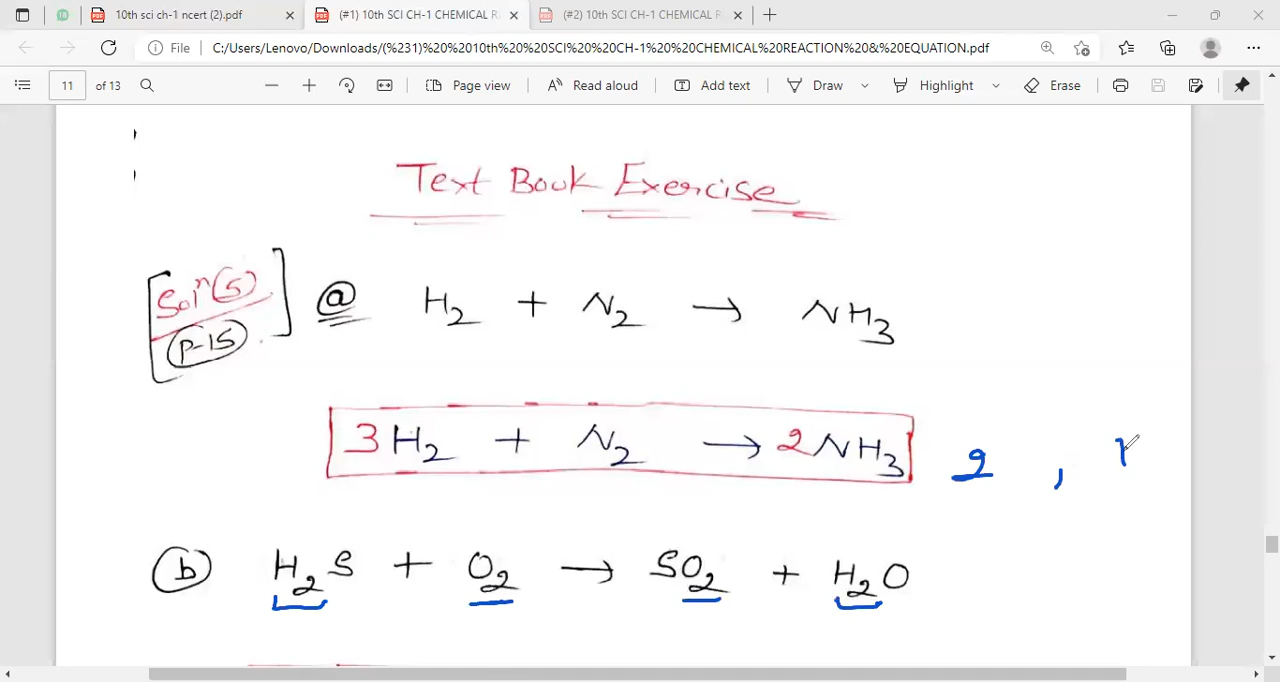 10th sci ch-1 ncert (2).pdf (#1) 10th SCI CH-1 CHEMICAL R (#2) 10th SCI CH-1 CHEMICAL R
File C:/Users/Lenovo/Downloads/(%231)%20%2010th%20%20SCI%20%20CH-1%20%20CHEMICAL%20REACTION%20&%20EQUATION.pdf
11 of 13 Page view Read aloud Add text Draw Highlight Erase
Text Book Exercise
[Solⁿ(5) P-15] (a) H₂ + N₂ → NH₃
3H₂ + N₂ → 2NH₃ 2 ,
(b) H₂S + O₂ → SO₂ + H₂O